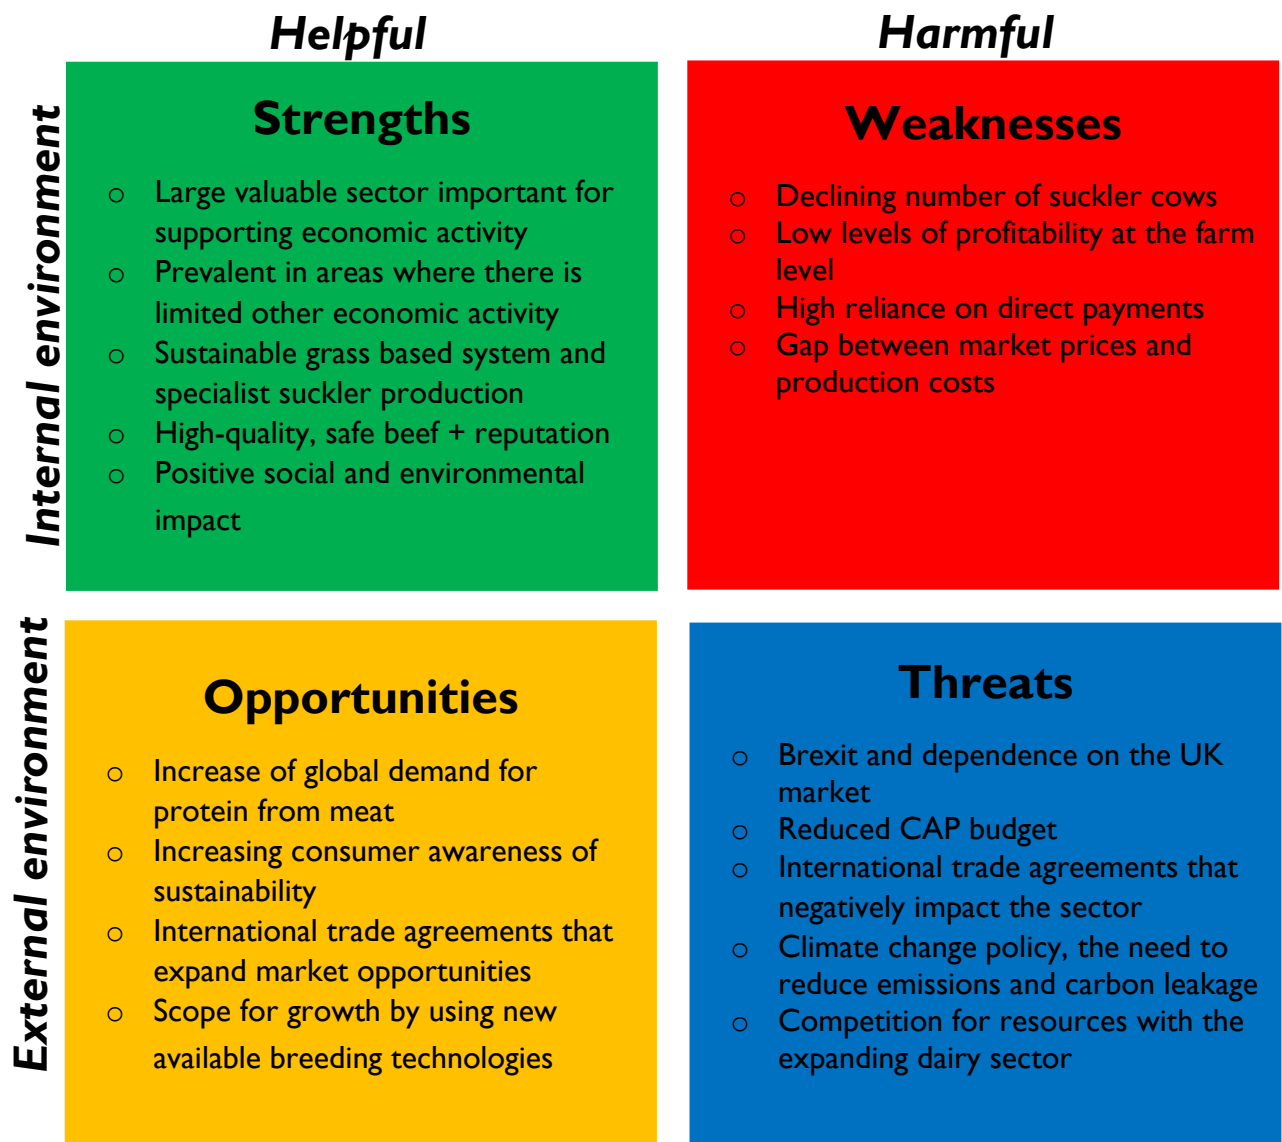 Helpful
Harmful
Internal environment
Strengths
o Large valuable sector important for
supporting economic activity
o Prevalent in areas where there is
limited other economic activity
o Sustainable grass based system and
specialist suckler production
o High-quality, safe beef + reputation
o Positive social and environmental
impact
Weaknesses
o Declining number of suckler cows
o Low levels of profitability at the farm
level
o High reliance on direct payments
o Gap between market prices and
production costs
External environment
Opportunities
o Increase of global demand for
protein from meat
o Increasing consumer awareness of
sustainability
o International trade agreements that
expand market opportunities
o Scope for growth by using new
available breeding technologies
Threats
o Brexit and dependence on the UK
market
o Reduced CAP budget
o International trade agreements that
negatively impact the sector
o Climate change policy, the need to
reduce emissions and carbon leakage
o Competition for resources with the
expanding dairy sector